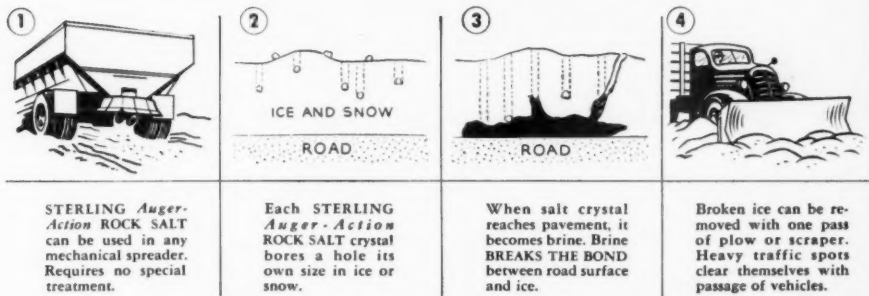 1
2
3
4
ICE AND SNOW
ROAD
ROAD
STERLING Auger-
Action ROCK SALT
can be used in any
mechanical spreader.
Requires no special
treatment.
Each STERLING
Auger-Action
ROCK SALT crystal
bores a hole its
own size in ice or
snow.
When salt crystal
reaches pavement, it
becomes brine. Brine
BREAKS THE BOND
between road surface
and ice.
Broken ice can be re-
moved with one pass
of plow or scraper.
Heavy traffic spots
clear themselves with
passage of vehicles.